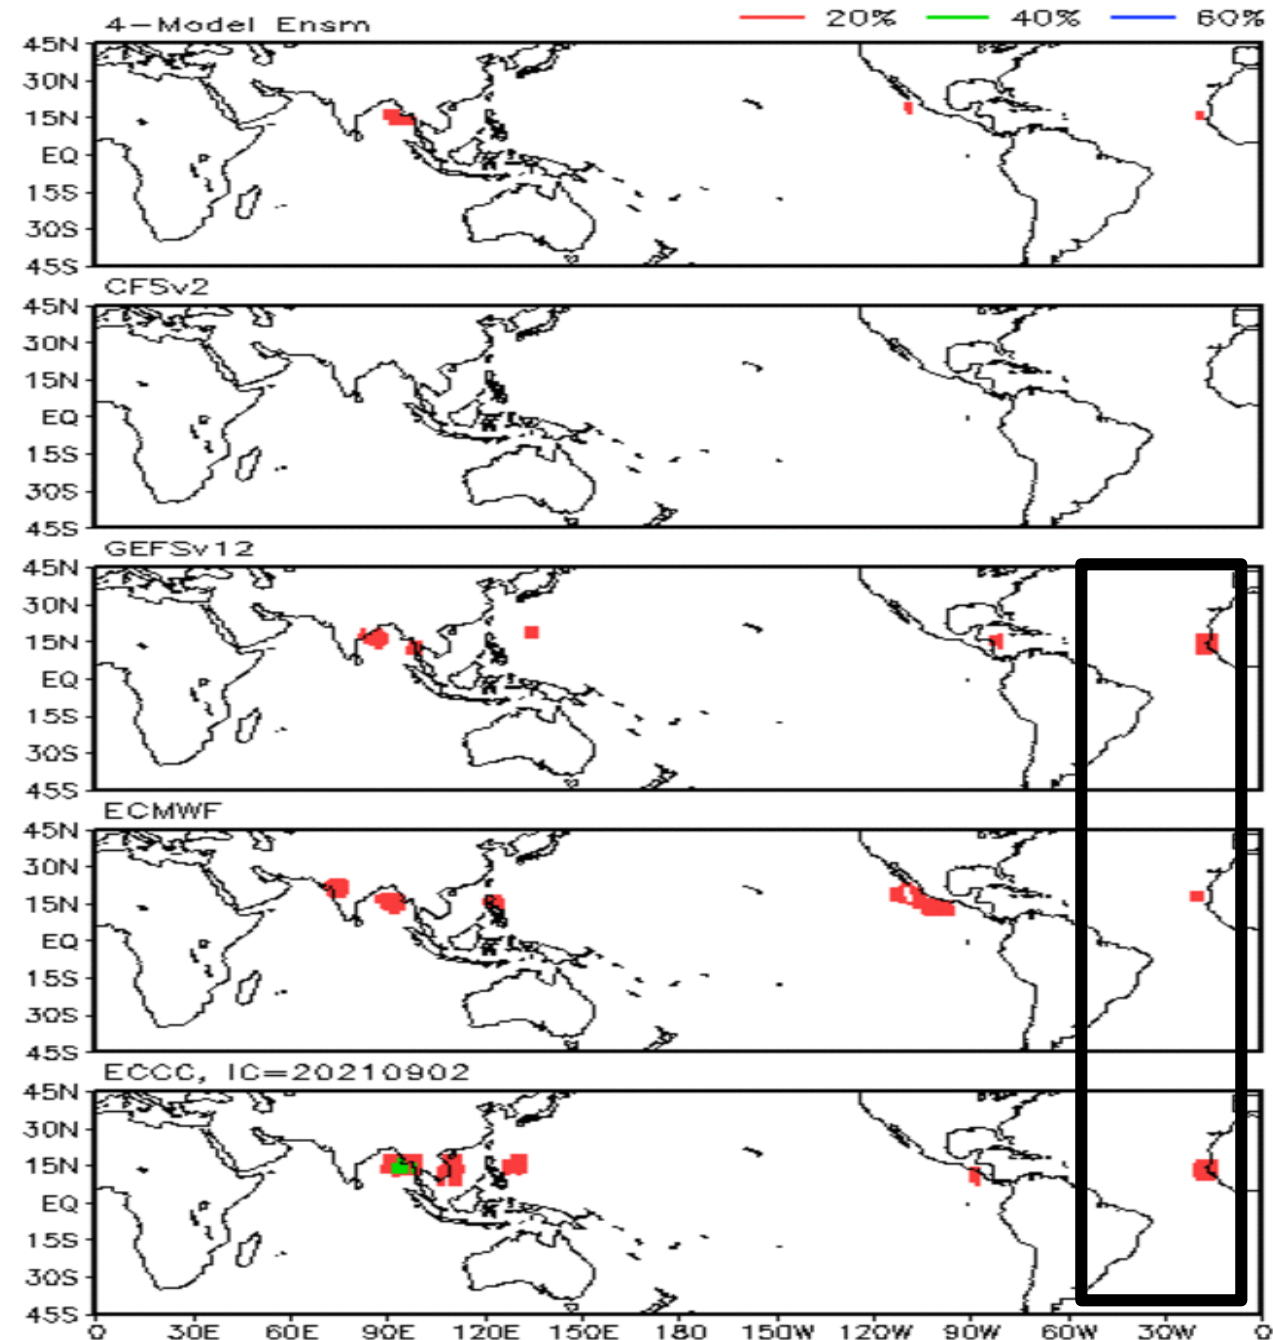 4-Model Ensm 20% 40% 60%
45N
30N
15N
EQ
15S
30S
45S
CFSv2
45N
30N
15N
EQ
15S
30S
45S
GEFSv12
45N
30N
15N
EQ
15S
30S
45S
ECMWF
45N
30N
15N
EQ
15S
30S
45S
ECCC, IC=20210902
45N
30N
15N
EQ
15S
30S
45S
0 30E 60E 90E 120E 150E 180 150W 120W 90W 60W 30W 0